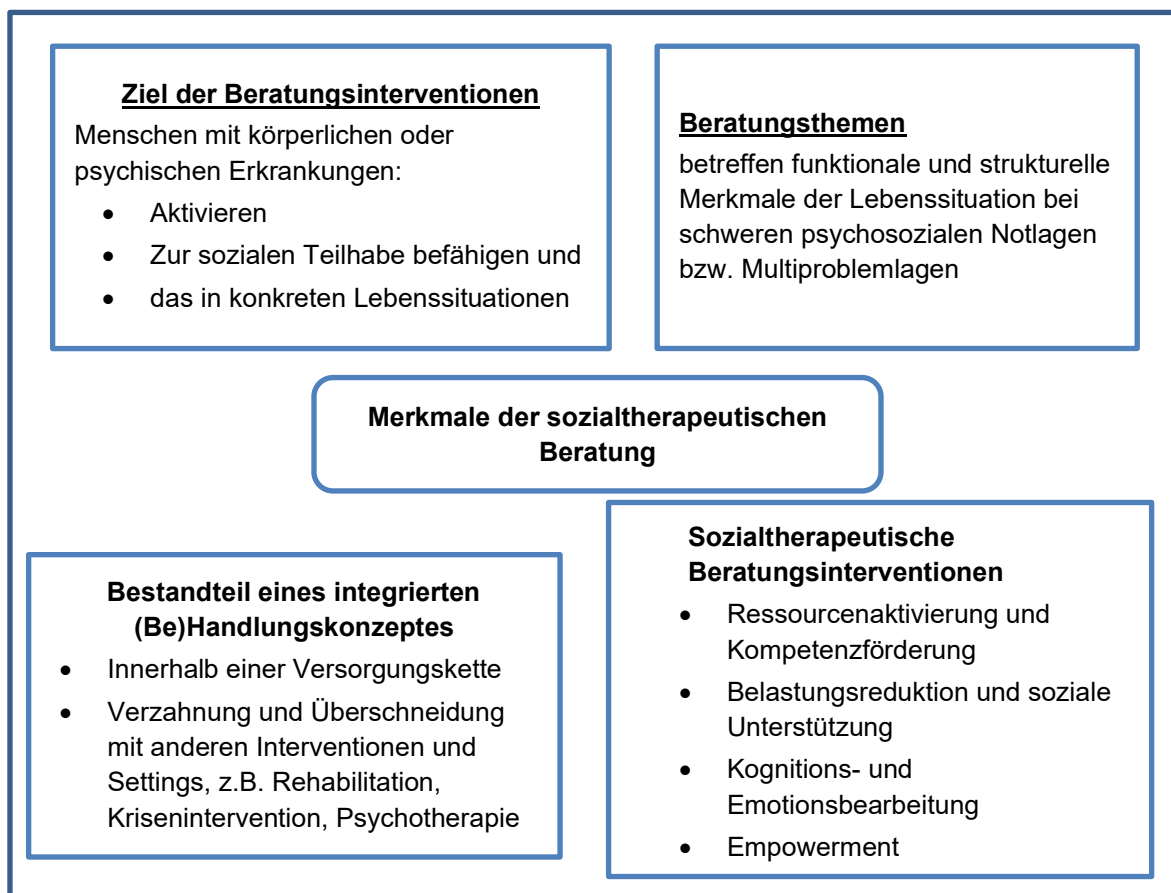 Ziel der Beratungsinterventionen
Menschen mit körperlichen oder
psychischen Erkrankungen:
• Aktivieren
• Zur sozialen Teilhabe befähigen und
• das in konkreten Lebenssituationen
Beratungsthemen
betreffen funktionale und strukturelle
Merkmale der Lebenssituation bei
schweren psychosozialen Notlagen
bzw. Multiproblemlagen
Merkmale der sozialtherapeutischen
Beratung
Bestandteil eines integrierten
(Be)Handlungskonzeptes
• Innerhalb einer Versorgungskette
• Verzahnung und Überschneidung
mit anderen Interventionen und
Settings, z.B. Rehabilitation,
Krisenintervention, Psychotherapie
Sozialtherapeutische
Beratungsinterventionen
• Ressourcenaktivierung und
Kompetenzförderung
• Belastungsreduktion und soziale
Unterstützung
• Kognitions- und
Emotionsbearbeitung
• Empowerment